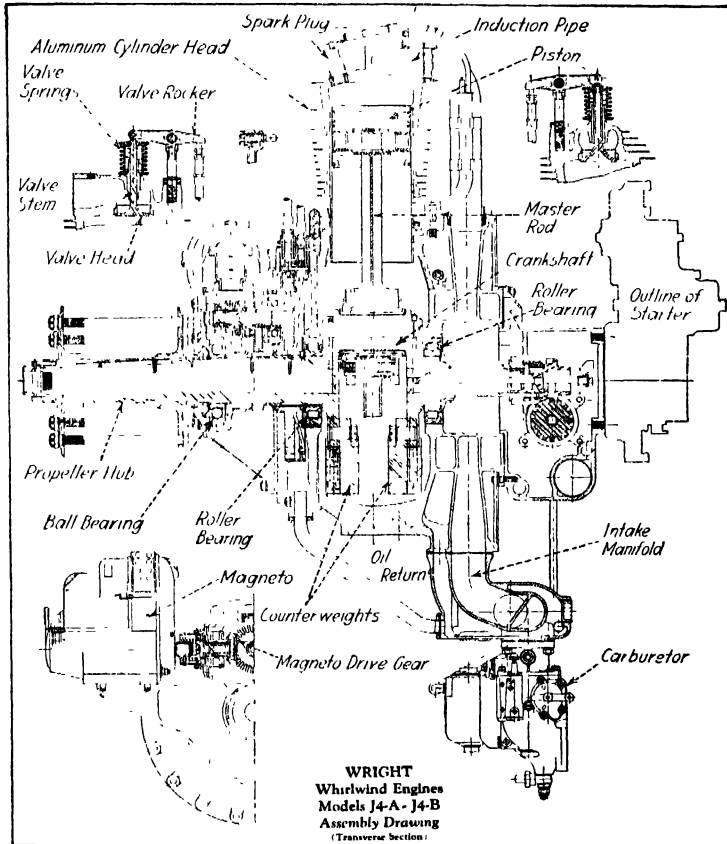 Spark Plug
Induction Pipe
Aluminum Cylinder Head
Piston
Valve
Springs
Valve Rocker
Valve
Stem
Valve Head
Master
Rod
Crankshaft
Roller
Bearing
Outline of
Starter
Propeller Hub
Ball Bearing
Roller
Bearing
Oil
Return
Intake
Manifold
Magneto
Counterweights
Magneto Drive Gear
Carburetor
WRIGHT
Whirlwind Engines
Models J4-A - J4-B
Assembly Drawing
(Transverse Section)